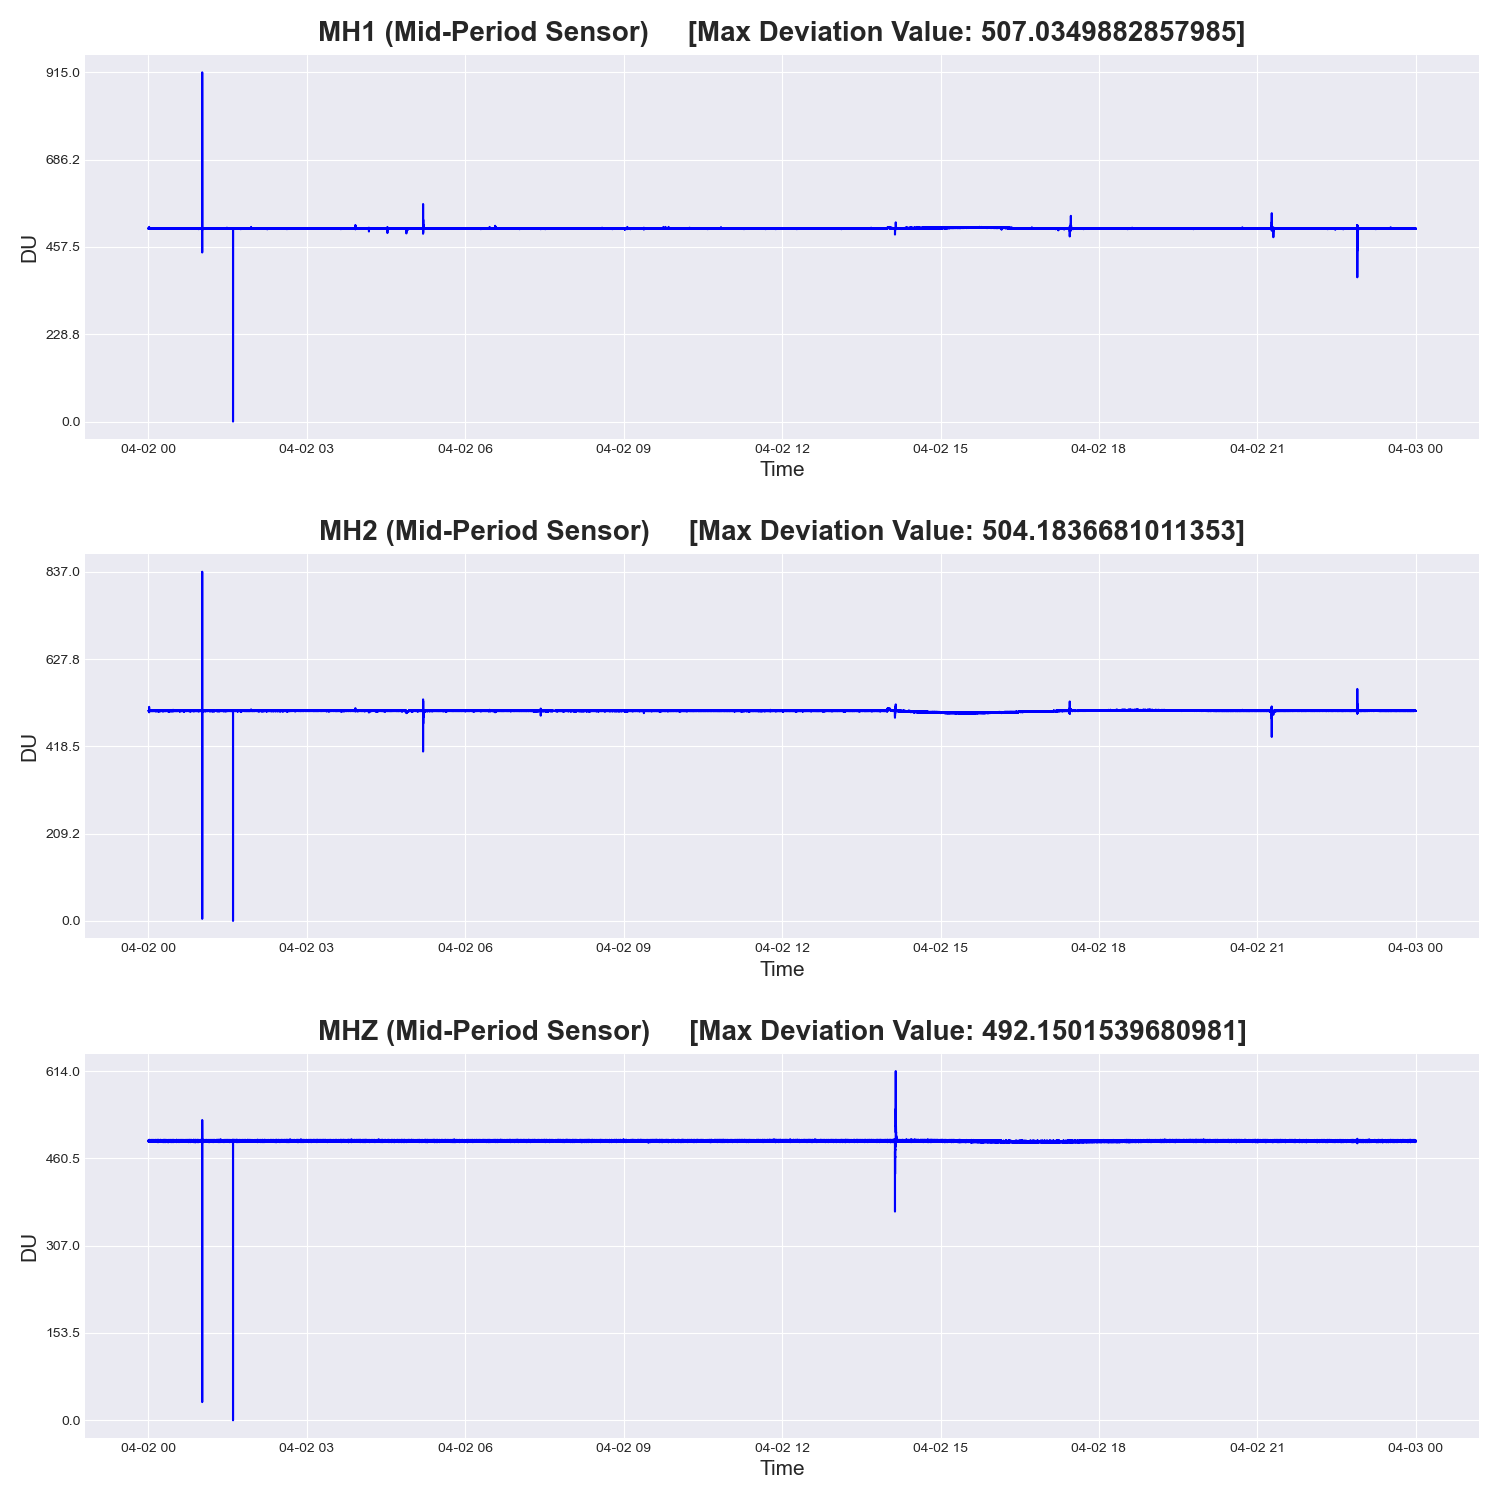 MH1 (Mid-Period Sensor) [Max Deviation Value: 507.0349882857985]
915.0
686.2
457.5
228.8
0.0
DU
04-02 00 04-02 03 04-02 06 04-02 09 04-02 12 04-02 15 04-02 18 04-02 21 04-03 00
Time
MH2 (Mid-Period Sensor) [Max Deviation Value: 504.1836681011353]
837.0
627.8
418.5
209.2
0.0
DU
04-02 00 04-02 03 04-02 06 04-02 09 04-02 12 04-02 15 04-02 18 04-02 21 04-03 00
Time
MHZ (Mid-Period Sensor) [Max Deviation Value: 492.1501539680981]
614.0
460.5
307.0
153.5
0.0
DU
04-02 00 04-02 03 04-02 06 04-02 09 04-02 12 04-02 15 04-02 18 04-02 21 04-03 00
Time